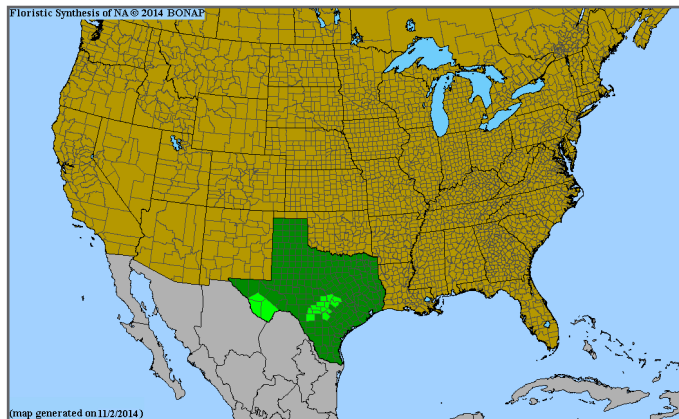 Floristic Synthesis of NA © 2014 BONAP
(map generated on 11/2/2014)